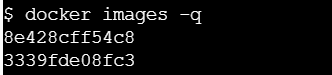 $ docker images -q
8e428cff54c8
3339fde08fc3